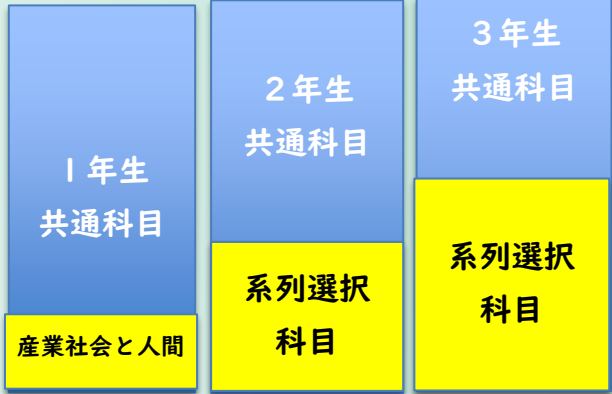 1年生
共通科目
産業社会と人間
2年生
共通科目
系列選択
科目
3年生
共通科目
系列選択
科目